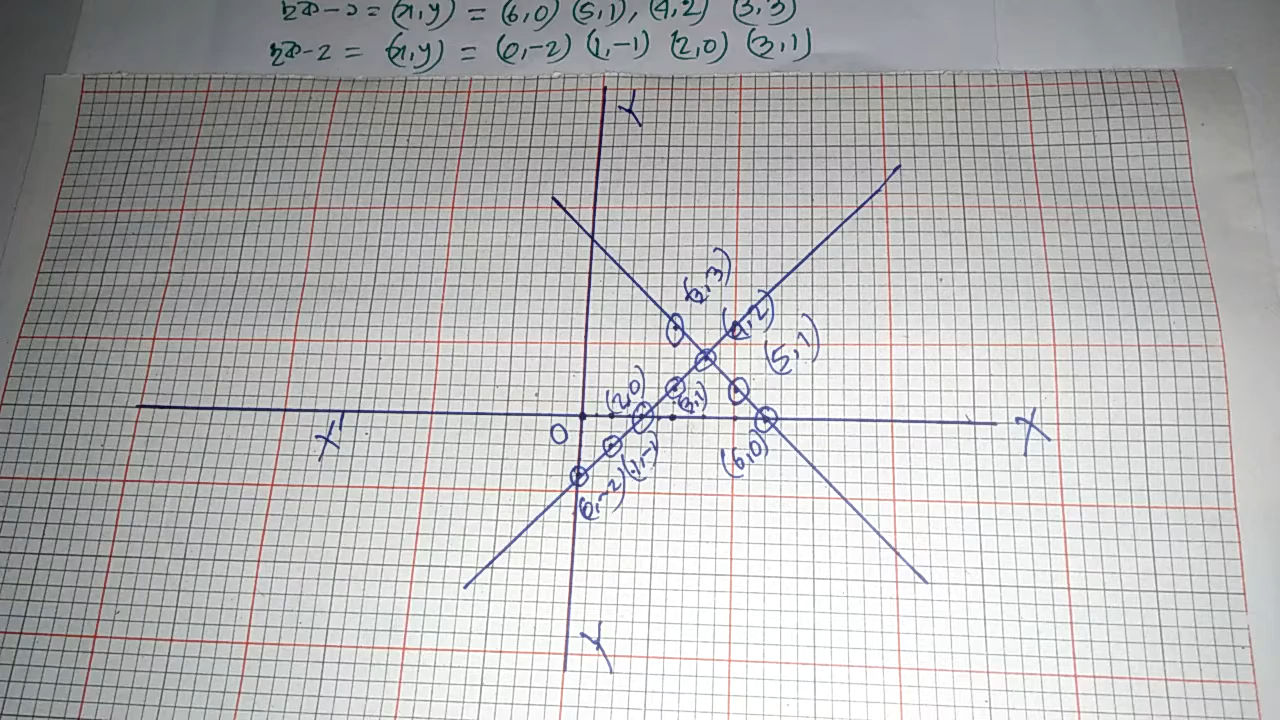 = (x,y) = (6,0) (5,1), (4,2) (3,3)
-2 = (x,y) = (0,-2) (1,-1) (2,0) (3,1)
Y
(3,3)
(4,2)
(5,1)
(2,0)
(3,1)
X'
O
X
(6,0)
(1,-1)
(0,-2)
Y